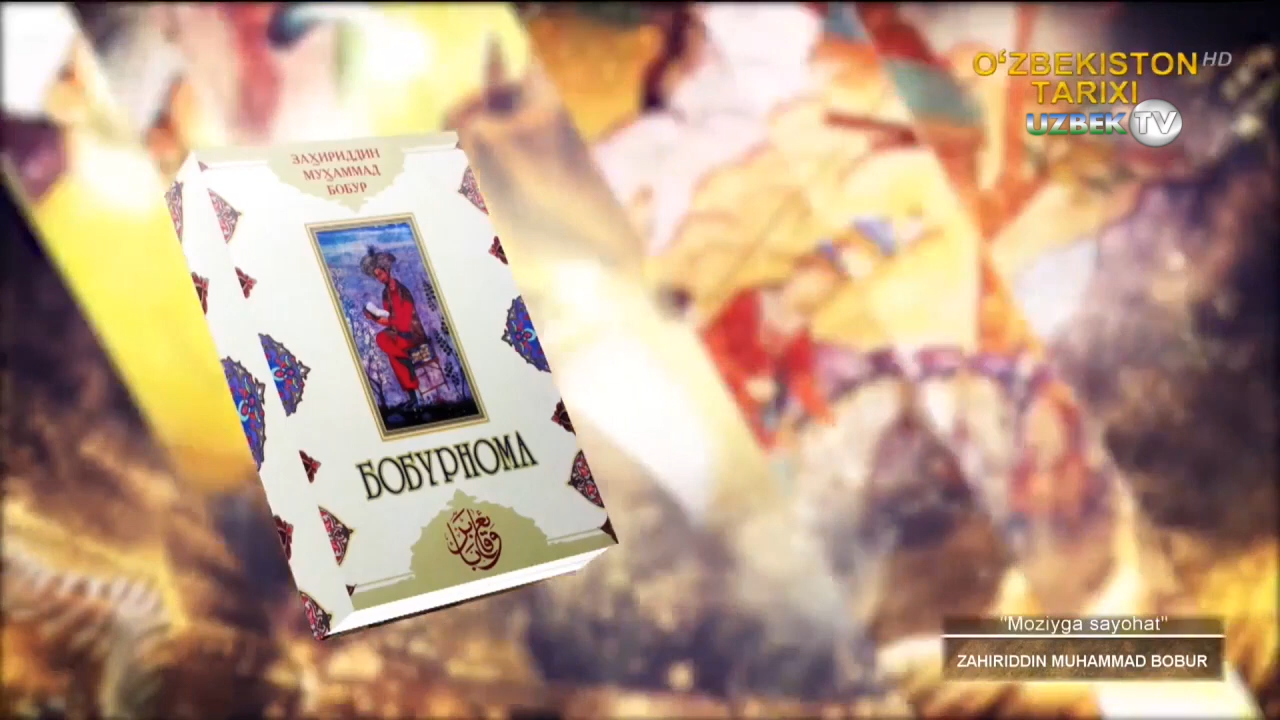 O‘ZBEKISTON HD
TARIXI
UZBEK TV
ЗАҲИРИДДИН
МУҲАММАД
БОБУР
БОБУРНОМА
"Moziyga sayohat"
ZAHIRIDDIN MUHAMMAD BOBUR